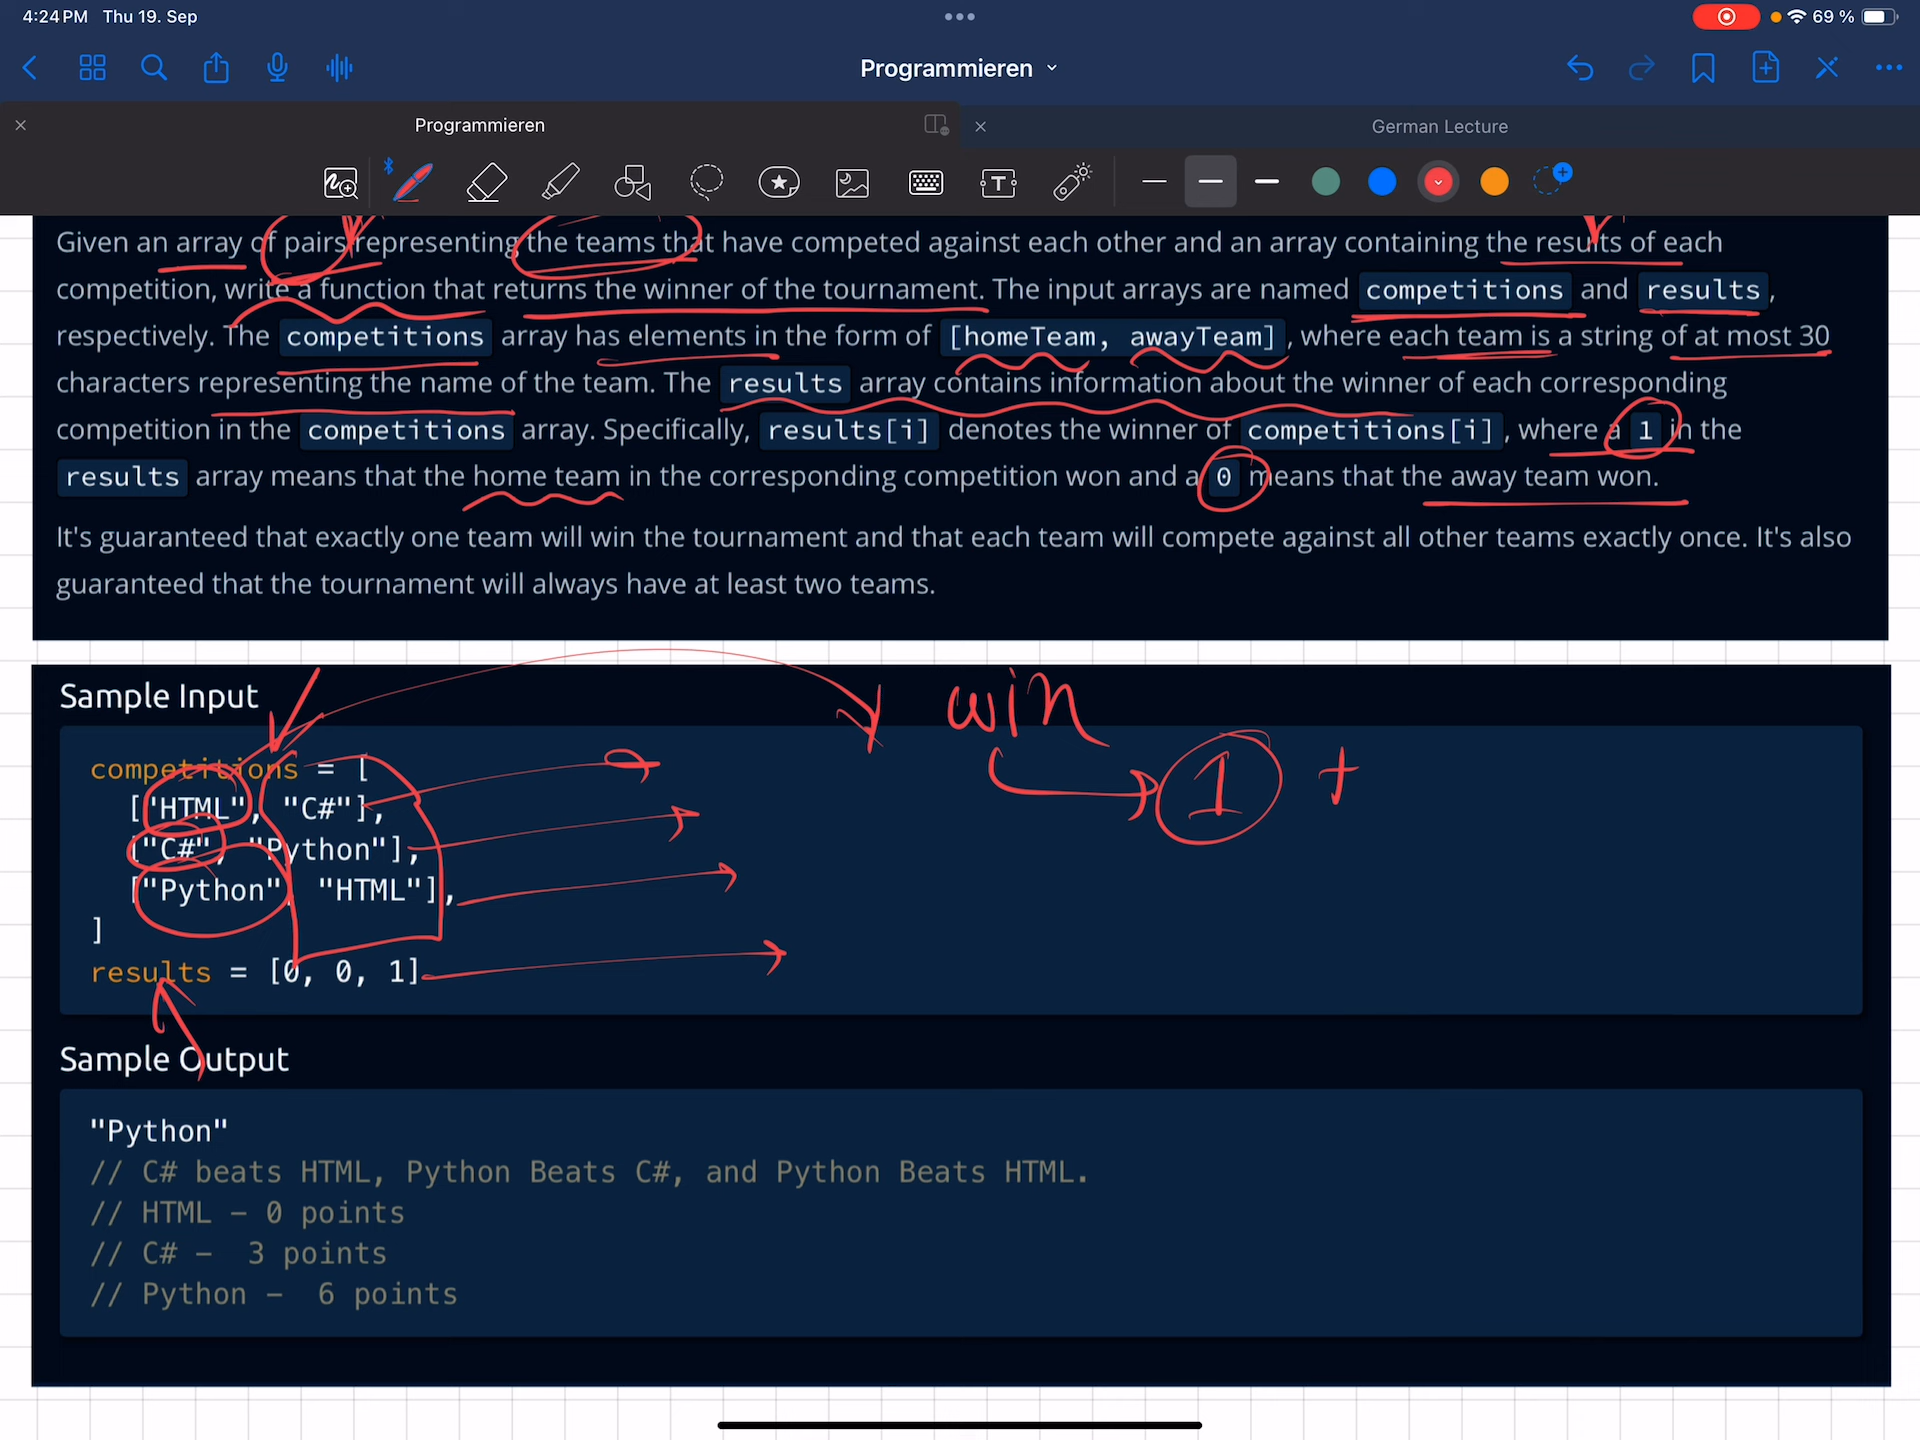 4:24 PM Thu 19. Sep
69 %
Programmieren
Programmieren
German Lecture
T
Given an array of pairs representing the teams that have competed against each other and an array containing the results of each
competition, write a function that returns the winner of the tournament. The input arrays are named competitions and results ,
respectively. The competitions array has elements in the form of [homeTeam, awayTeam] , where each team is a string of at most 30
characters representing the name of the team. The results array contains information about the winner of each corresponding
competition in the competitions array. Specifically, results[i] denotes the winner of competitions[i] , where a 1 in the
results array means that the home team in the corresponding competition won and a 0 means that the away team won.
It's guaranteed that exactly one team will win the tournament and that each team will compete against all other teams exactly once. It's also
guaranteed that the tournament will always have at least two teams.
Sample Input
win
1 +
competitions = [
["HTML", "C#"],
["C#", "Python"],
["Python", "HTML"],
]
results = [0, 0, 1]
Sample Output
"Python"
// C# beats HTML, Python Beats C#, and Python Beats HTML.
// HTML - 0 points
// C# - 3 points
// Python - 6 points